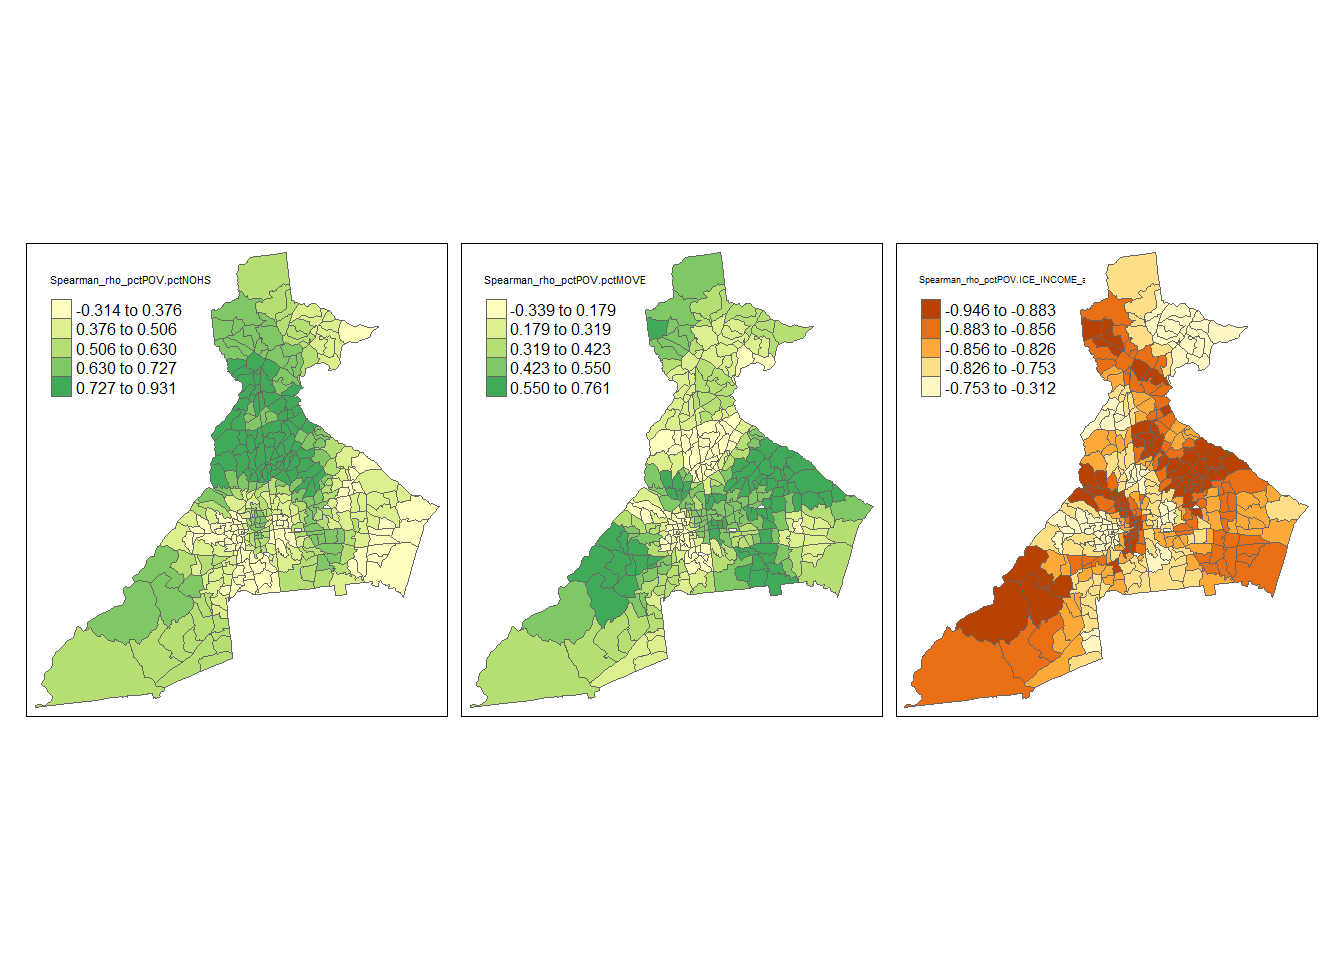 Spearman_rho_pctPOV.pctNOHS
-0.314 to 0.376
0.376 to 0.506
0.506 to 0.630
0.630 to 0.727
0.727 to 0.931
Spearman_rho_pctPOV.pctMOVE
-0.339 to 0.179
0.179 to 0.319
0.319 to 0.423
0.423 to 0.550
0.550 to 0.761
Spearman_rho_pctPOV.ICE_INCOME_a
-0.946 to -0.883
-0.883 to -0.856
-0.856 to -0.826
-0.826 to -0.753
-0.753 to -0.312